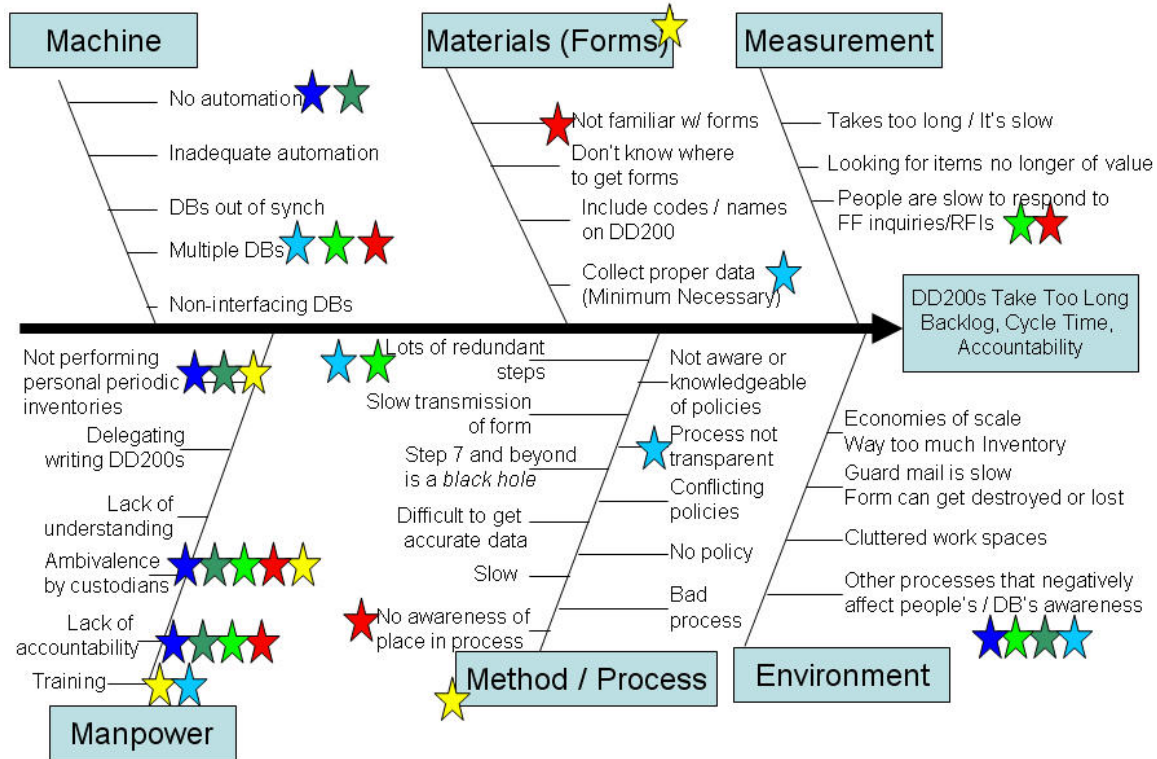 Machine
No automation
Inadequate automation
DBs out of synch
Multiple DBs
Non-interfacing DBs
Materials (Forms)
Not familiar w/ forms
Don't know where
to get forms
Include codes / names
on DD200
Collect proper data
(Minimum Necessary)
Measurement
Takes too long / It's slow
Looking for items no longer of value
People are slow to respond to
FF inquiries/RFIs
DD200s Take Too Long
Backlog, Cycle Time,
Accountability
Not performing
personal periodic
inventories
Delegating
writing DD200s
Lack of
understanding
Ambivalence
by custodians
Lack of
accountability
Training
Manpower
Lots of redundant
steps
Slow transmission
of form
Step 7 and beyond
is a black hole
Difficult to get
accurate data
Slow
No awareness of
place in process
Not aware or
knowledgeable
of policies
Process not
transparent
Conflicting
policies
No policy
Bad
process
Method / Process
Economies of scale
Way too much Inventory
Guard mail is slow
Form can get destroyed or lost
Cluttered work spaces
Other processes that negatively
affect people's / DB's awareness
Environment